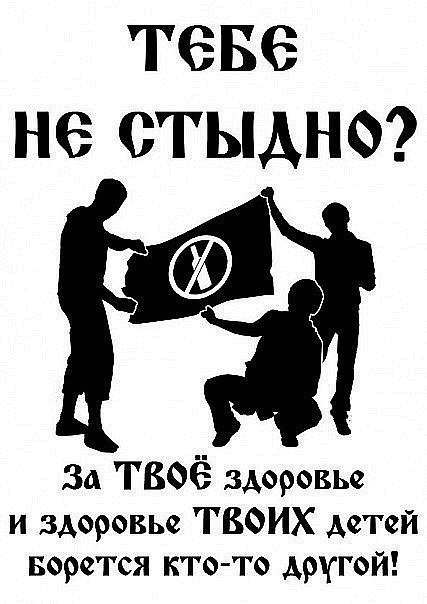 ТЕБЕ
НЕ СТЫДНО?
За ТВОЁ здоровье
и здоровье ТВОИХ детей
борется кто-то другой!